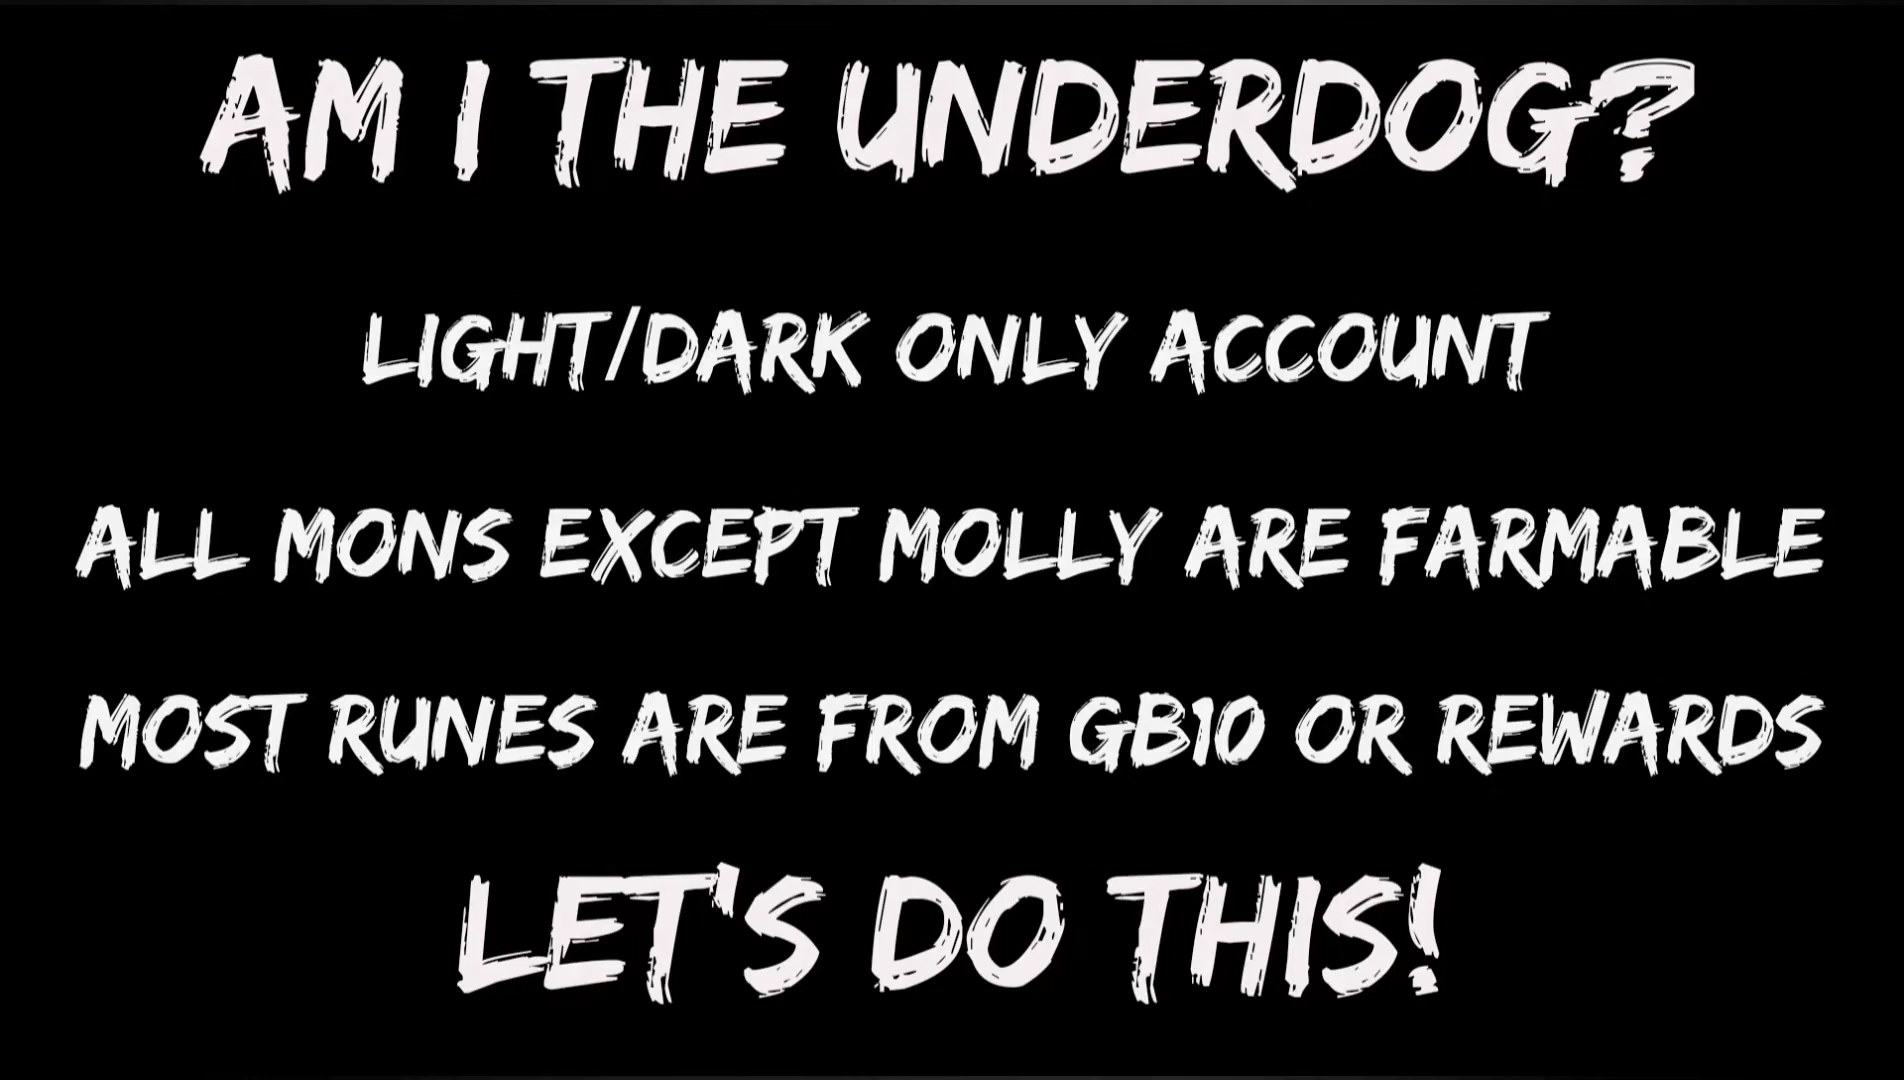 AM I THE UNDERDOG?
LIGHT/DARK ONLY ACCOUNT
ALL MONS EXCEPT MOLLY ARE FARMABLE
MOST RUNES ARE FROM GB10 OR REWARDS
LET'S DO THIS!